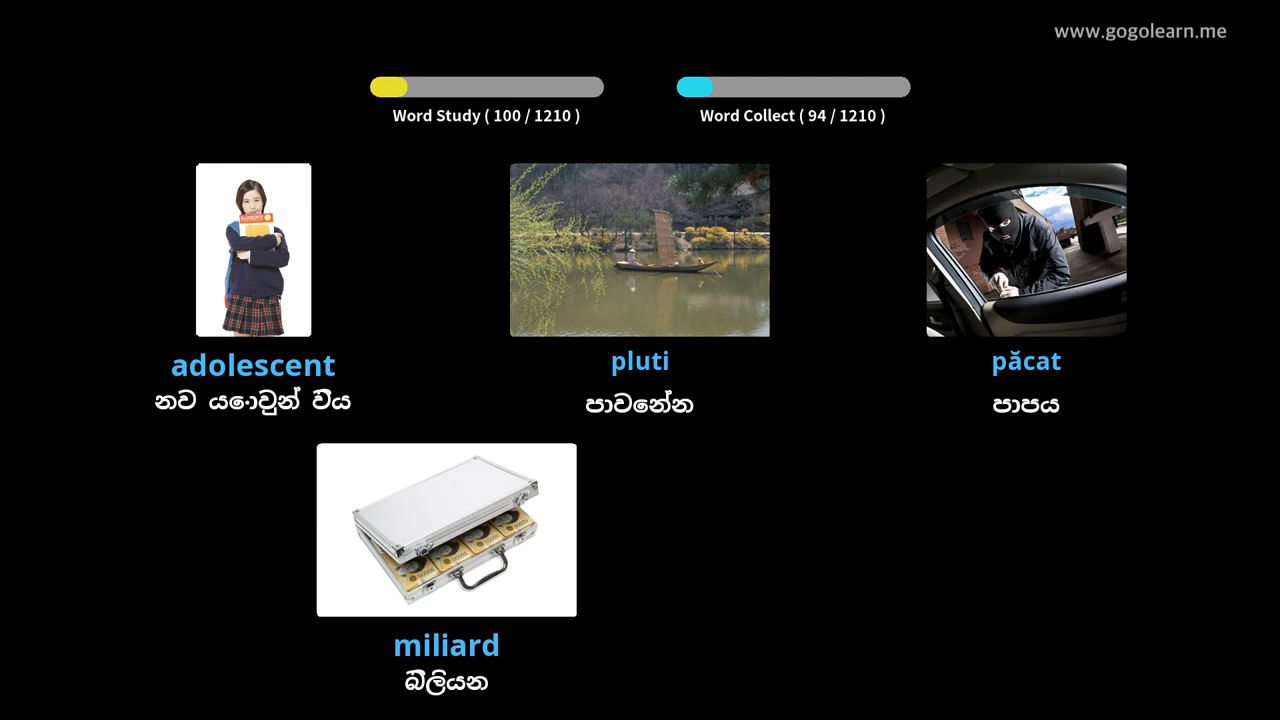 www.gogolearn.me
Word Study ( 100 / 1210 )
Word Collect ( 94 / 1210 )
adolescent
නව යෞවුන් විය
pluti
පාවෙන්න
păcat
පාපය
miliard
බිලියන